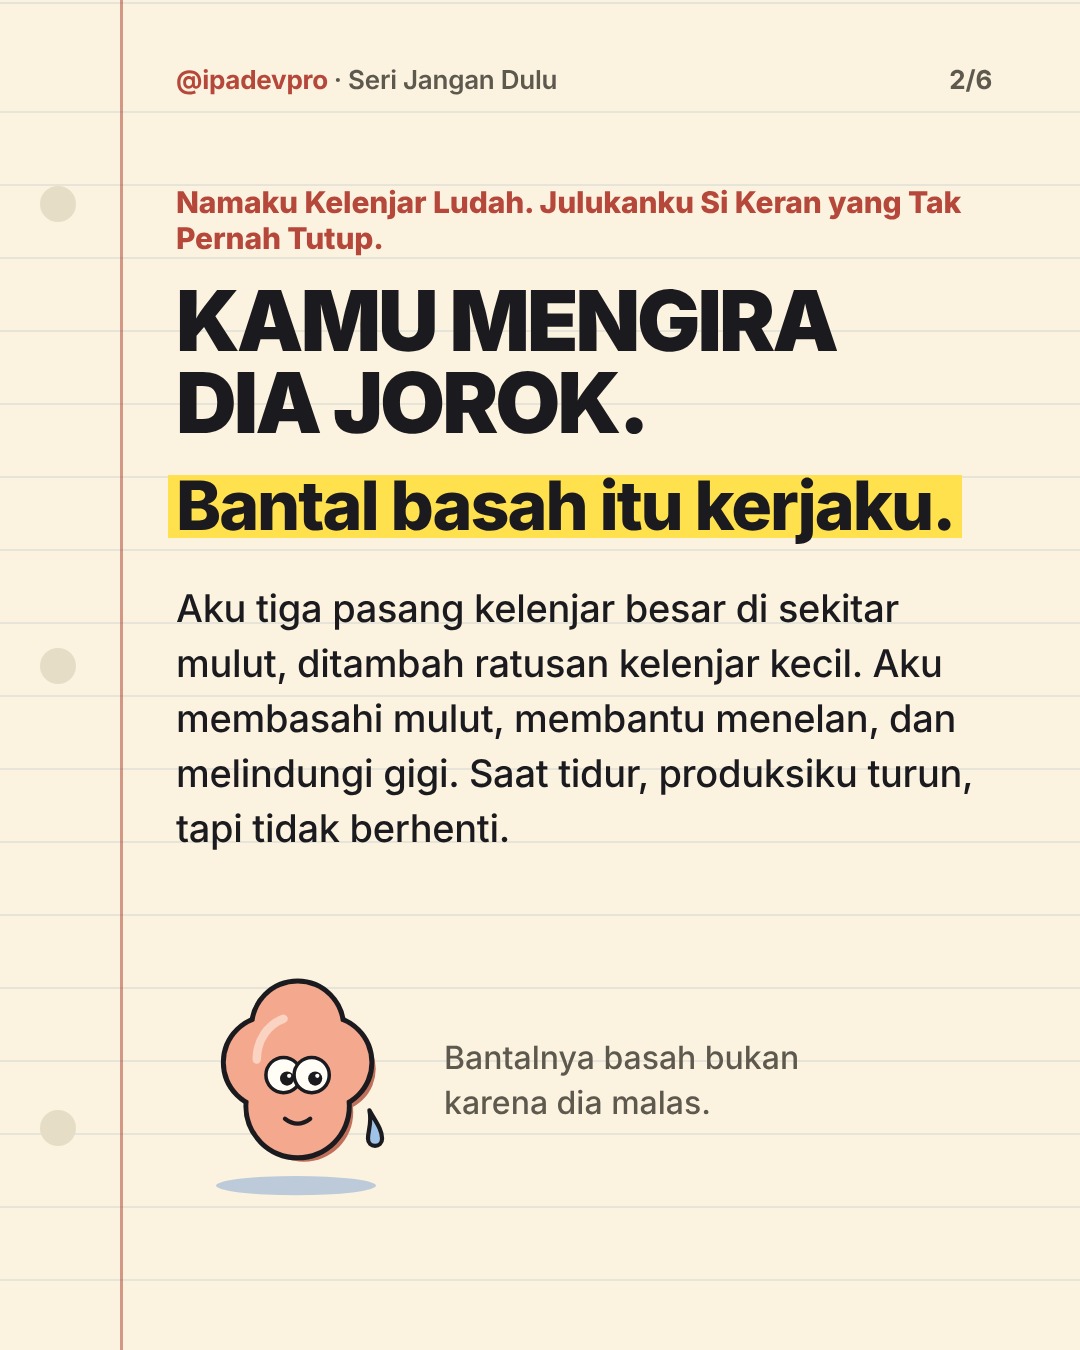 @ipadevpro · Seri Jangan Dulu
2/6
Namaku Kelenjar Ludah. Julukanku Si Keran yang Tak
Pernah Tutup.
KAMU MENGIRA
DIA JOROK.
Bantal basah itu kerjaku.
Aku tiga pasang kelenjar besar di sekitar
mulut, ditambah ratusan kelenjar kecil. Aku
membasahi mulut, membantu menelan, dan
melindungi gigi. Saat tidur, produksiku turun,
tapi tidak berhenti.
Bantalnya basah bukan
karena dia malas.